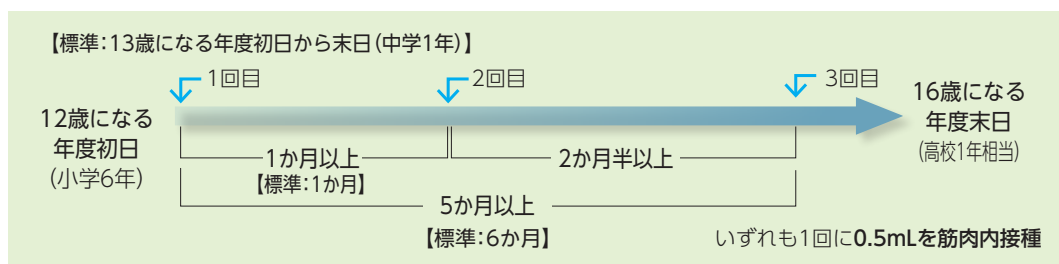 【標準：13歳になる年度初日から末日（中学1年）】
1回目
2回目
3回目
12歳になる
年度初日
（小学6年）
16歳になる
年度末日
（高校1年相当）
1か月以上
【標準：1か月】
2か月半以上
5か月以上
【標準：6か月】
いずれも1回に0.5mLを筋肉内接種